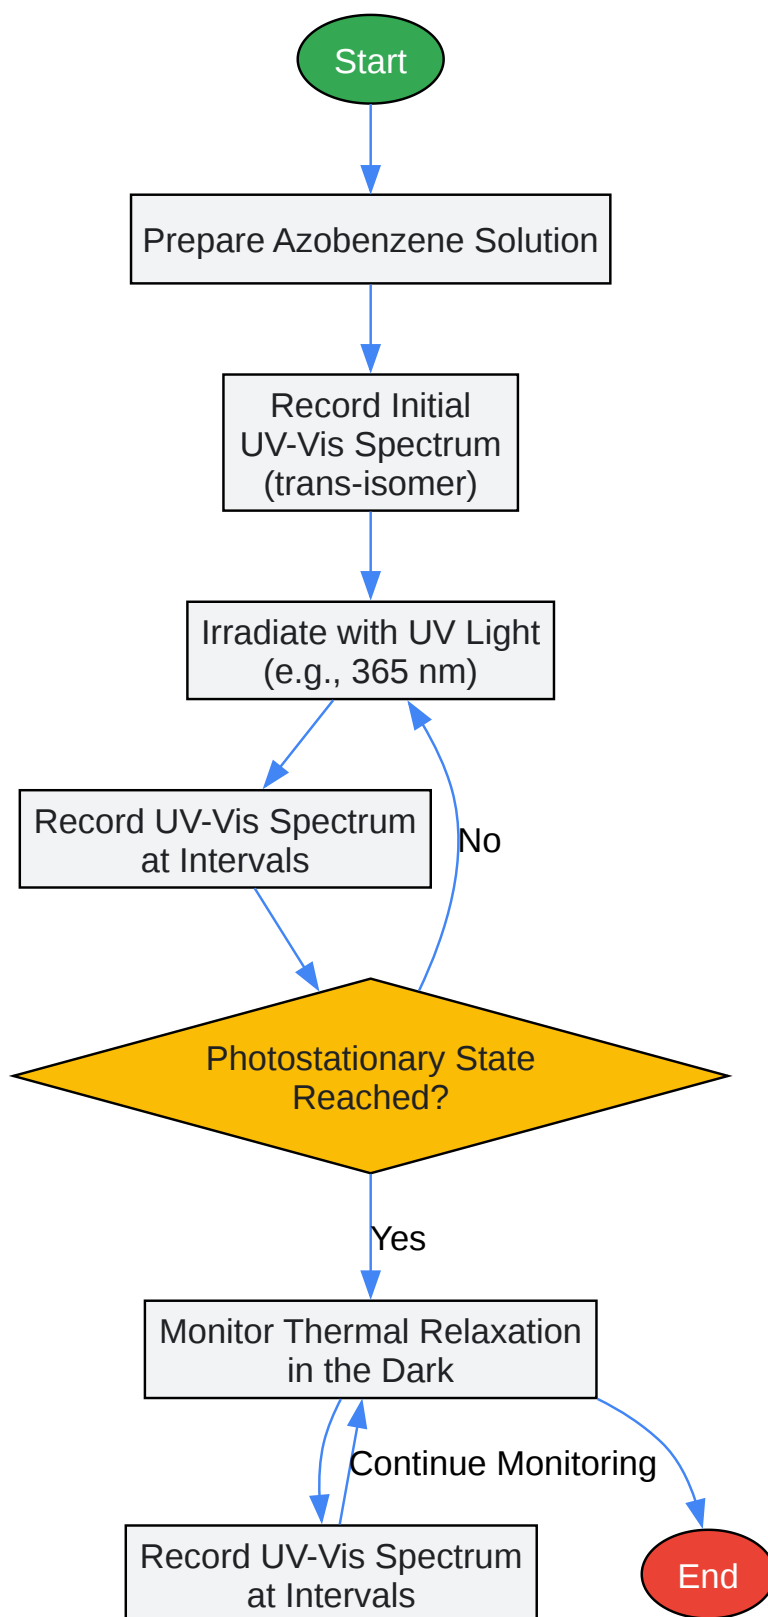 Start
Prepare Azobenzene Solution
Record Initial
UV-Vis Spectrum
(trans-isomer)
Irradiate with UV Light
(e.g., 365 nm)
Record UV-Vis Spectrum
at Intervals
No
Photostationary State
Reached?
Yes
Monitor Thermal Relaxation
in the Dark
Continue Monitoring
Record UV-Vis Spectrum
at Intervals
End